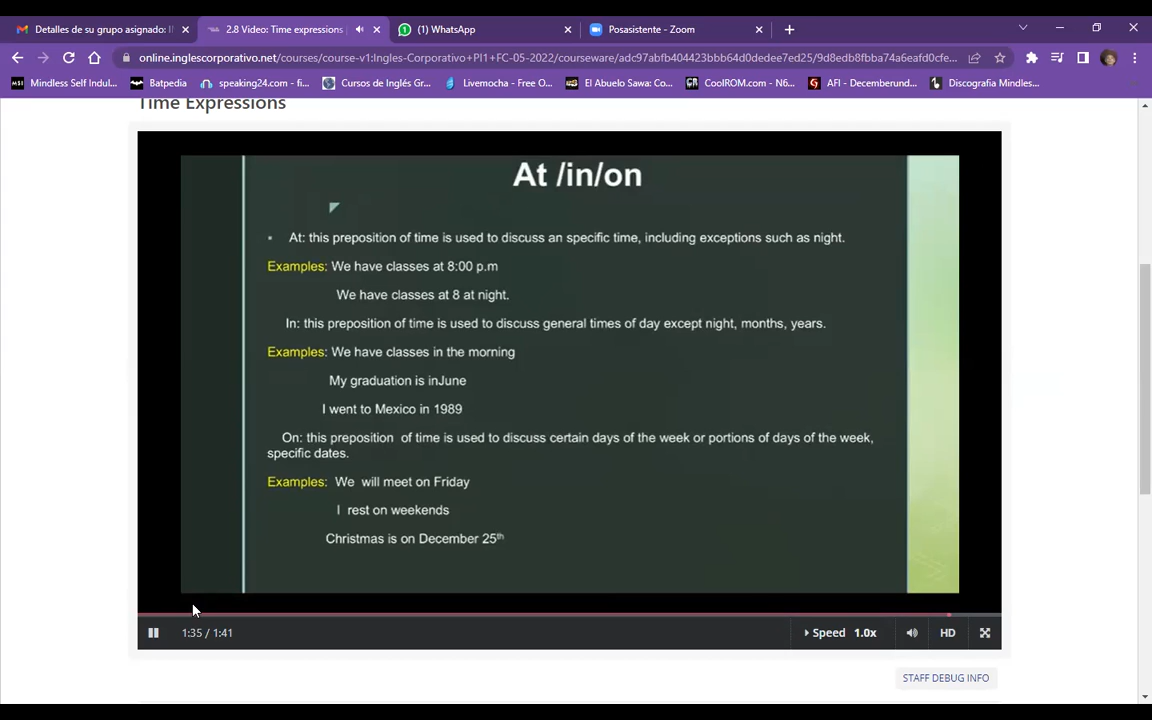 Detalles de su grupo asignado: II
2.8 Video: Time expressions
(1) WhatsApp
Posasistente - Zoom
online.inglescorporativo.net/courses/course-v1:Ingles-Corporativo+PI1+FC-05-2022/courseware/adc97abfb404423bbb64d0dedee7ed25/9d8edb8fbba74a6eafd0cfe...
Mindless Self Indul...
Batpedia
speaking24.com - fi...
Cursos de Inglés Gr...
Livemocha - Free O...
El Abuelo Sawa: Co...
CoolROM.com - N6...
AFI - Decemberund...
Discografia Mindles...
Time Expressions
At /in/on
At: this preposition of time is used to discuss an specific time, including exceptions such as night.
Examples: We have classes at 8:00 p.m
We have classes at 8 at night.
In: this preposition of time is used to discuss general times of day except night, months, years.
Examples: We have classes in the morning
My graduation is inJune
I went to Mexico in 1989
On: this preposition of time is used to discuss certain days of the week or portions of days of the week,
specific dates.
Examples: We will meet on Friday
I rest on weekends
Christmas is on December 25th
1:35 / 1:41
Speed 1.0x
HD
STAFF DEBUG INFO